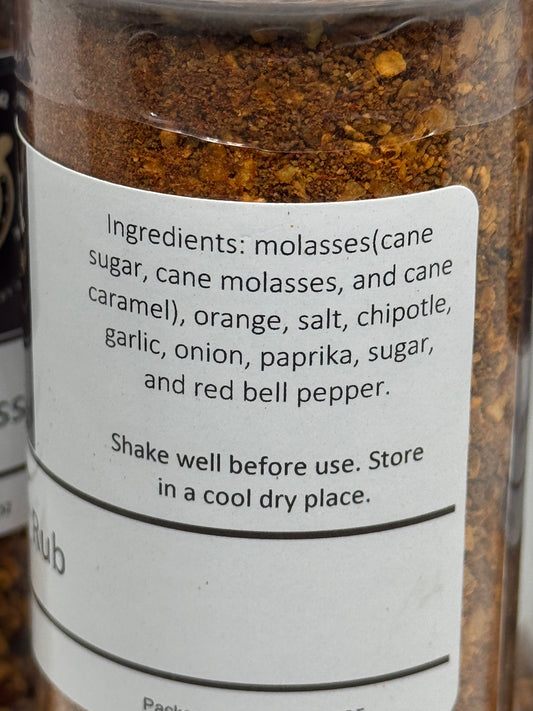 Ingredients: molasses(cane
sugar, cane molasses, and cane
caramel), orange, salt, chipotle,
garlic, onion, paprika, sugar,
and red bell pepper.
Shake well before use. Store
in a cool dry place.
Rub